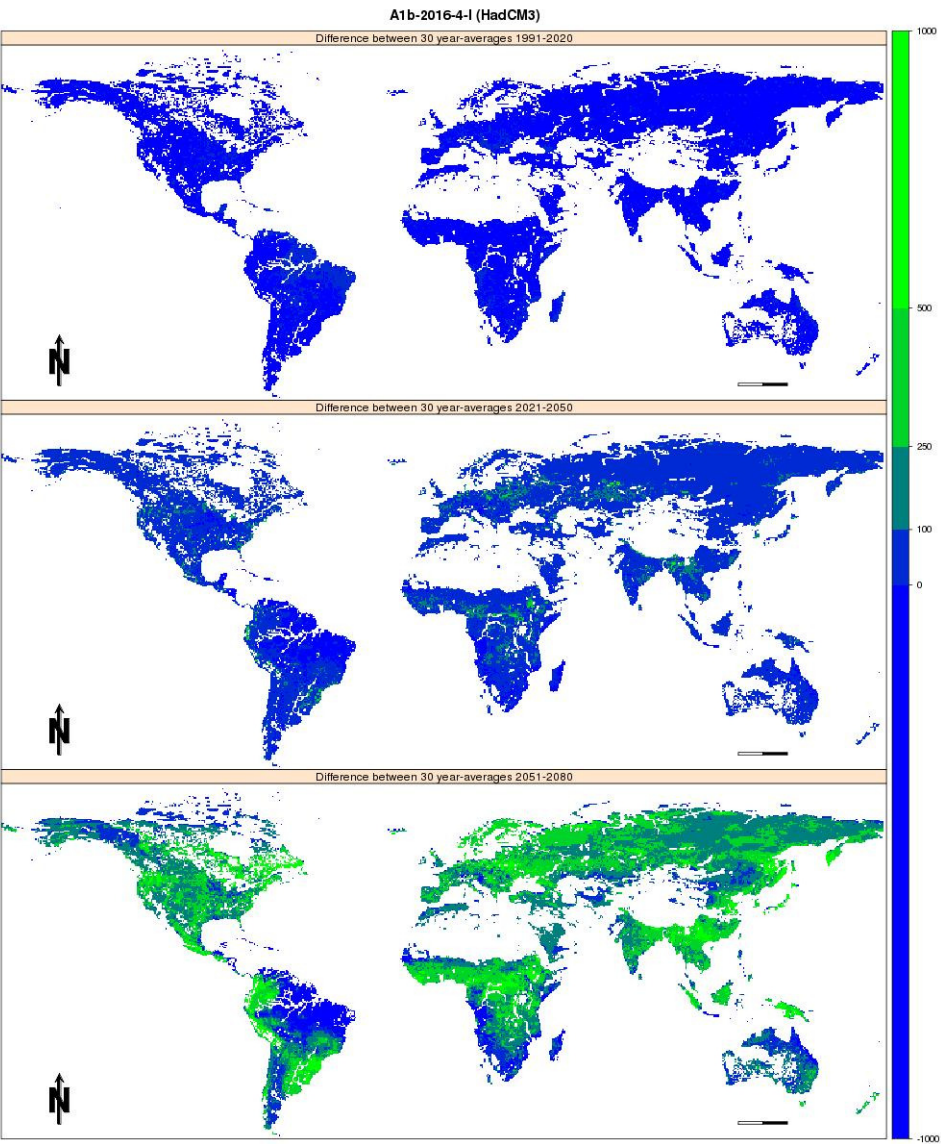 A1b-2016-4-I (HadCM3)
Difference between 30 year-averages 1991-2020
N
Difference between 30 year-averages 2021-2050
N
Difference between 30 year-averages 2051-2080
N
1000
500
250
100
0
-1000